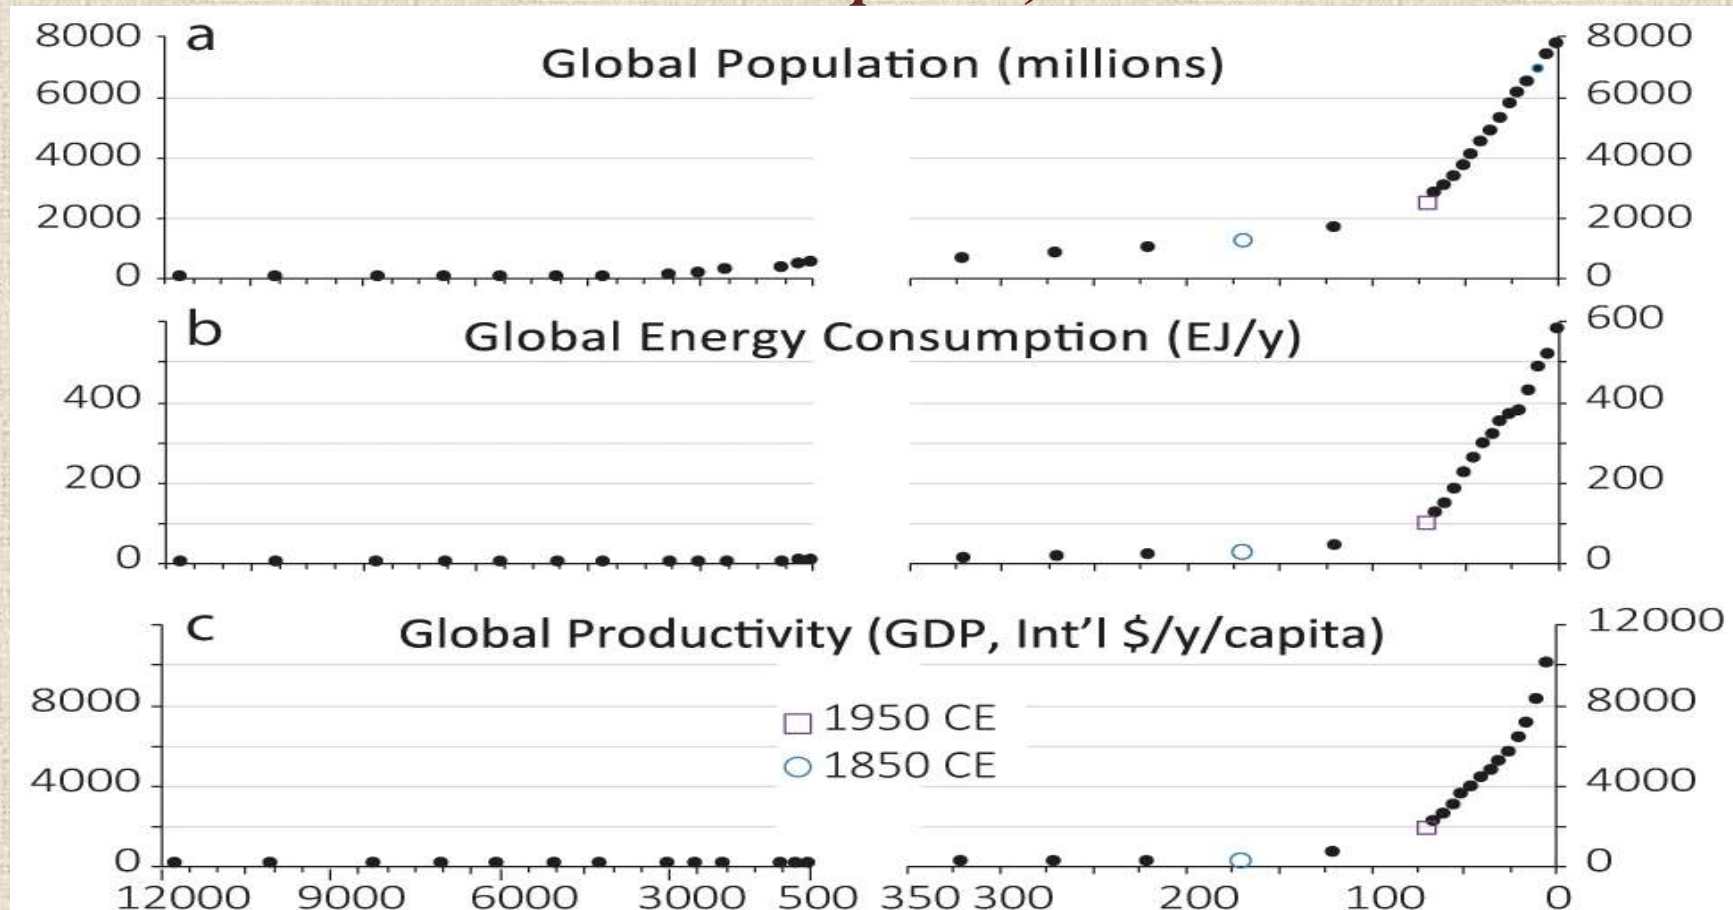 8000 a Global Population (millions) 8000
6000 6000
4000 4000
2000 2000
0 0
b Global Energy Consumption (EJ/y) 600
400 400
200 200
0 0
c Global Productivity (GDP, Int'l $/y/capita) 12000
8000 8000
1950 CE
1850 CE
4000 4000
0 0
12000 9000 6000 3000 500 350 300 200 100 0